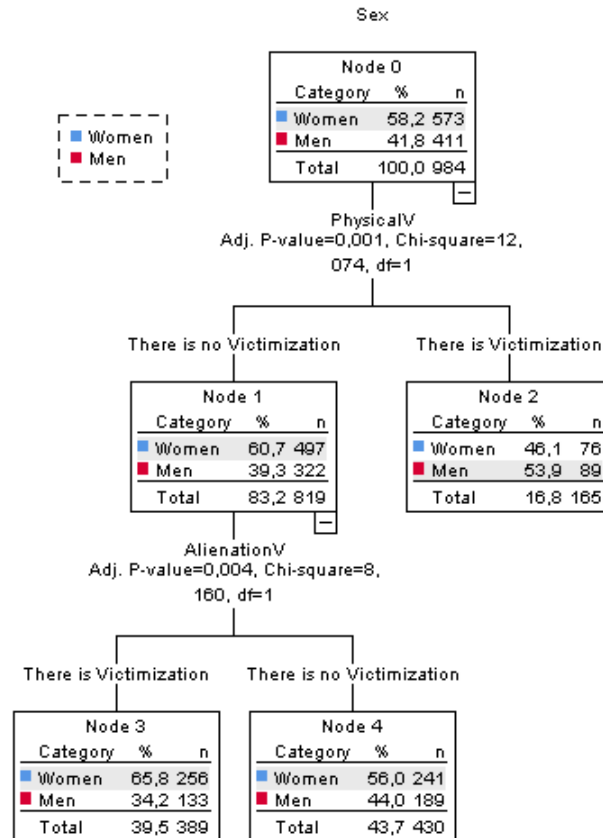 Sex
Node 0
Category % n
Women 58,2 573
Men 41,8 411
Total 100,0 984
Women
Men
PhysicalV
Adj. P-value=0,001, Chi-square=12,
074, df=1
There is no Victimization
There is Victimization
Node 1
Category % n
Women 60,7 497
Men 39,3 322
Total 83,2 819
Node 2
Category % n
Women 46,1 76
Men 53,9 89
Total 16,8 165
AlienationV
Adj. P-value=0,004, Chi-square=8,
160, df=1
There is Victimization
There is no Victimization
Node 3
Category % n
Women 65,8 256
Men 34,2 133
Total 39,5 389
Node 4
Category % n
Women 56,0 241
Men 44,0 189
Total 43,7 430